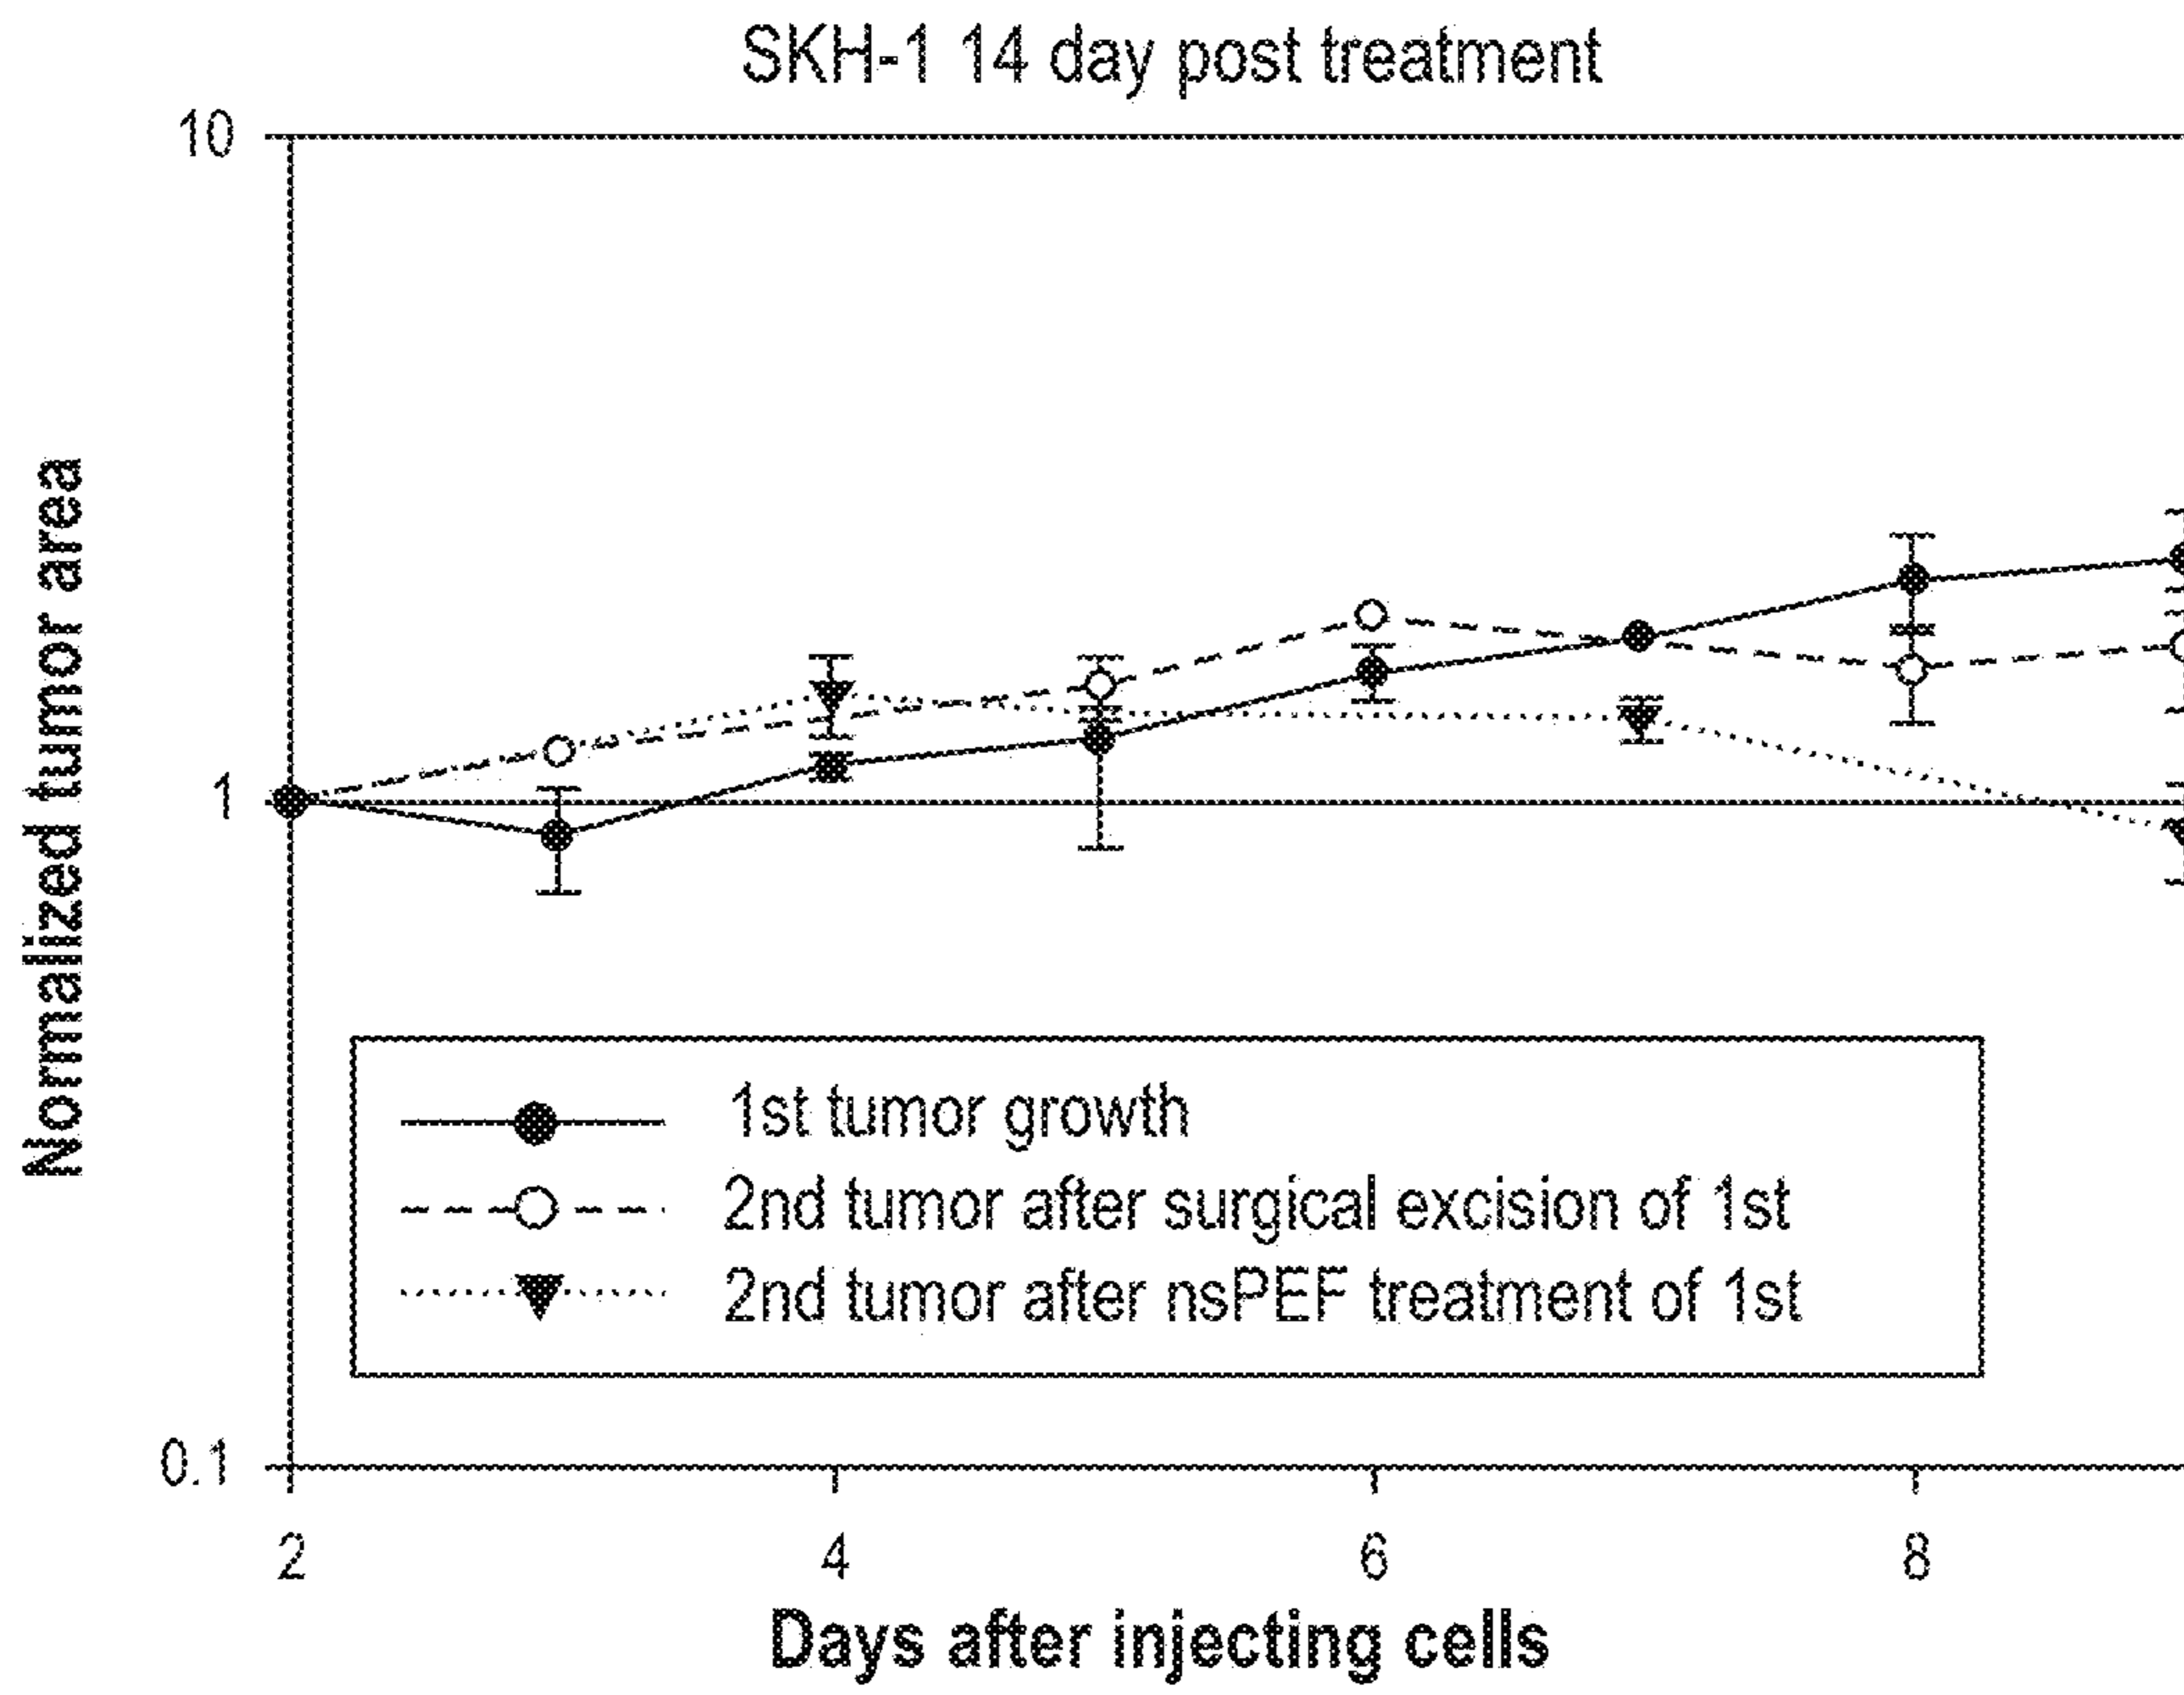 SKH-1 14 day post treatment
10
1
0.1
Normalized tumor area
1st tumor growth
2nd tumor after surgical excision of 1st
2nd tumor after nsPEF treatment of 1st
2 4 6 8
Days after injecting cells